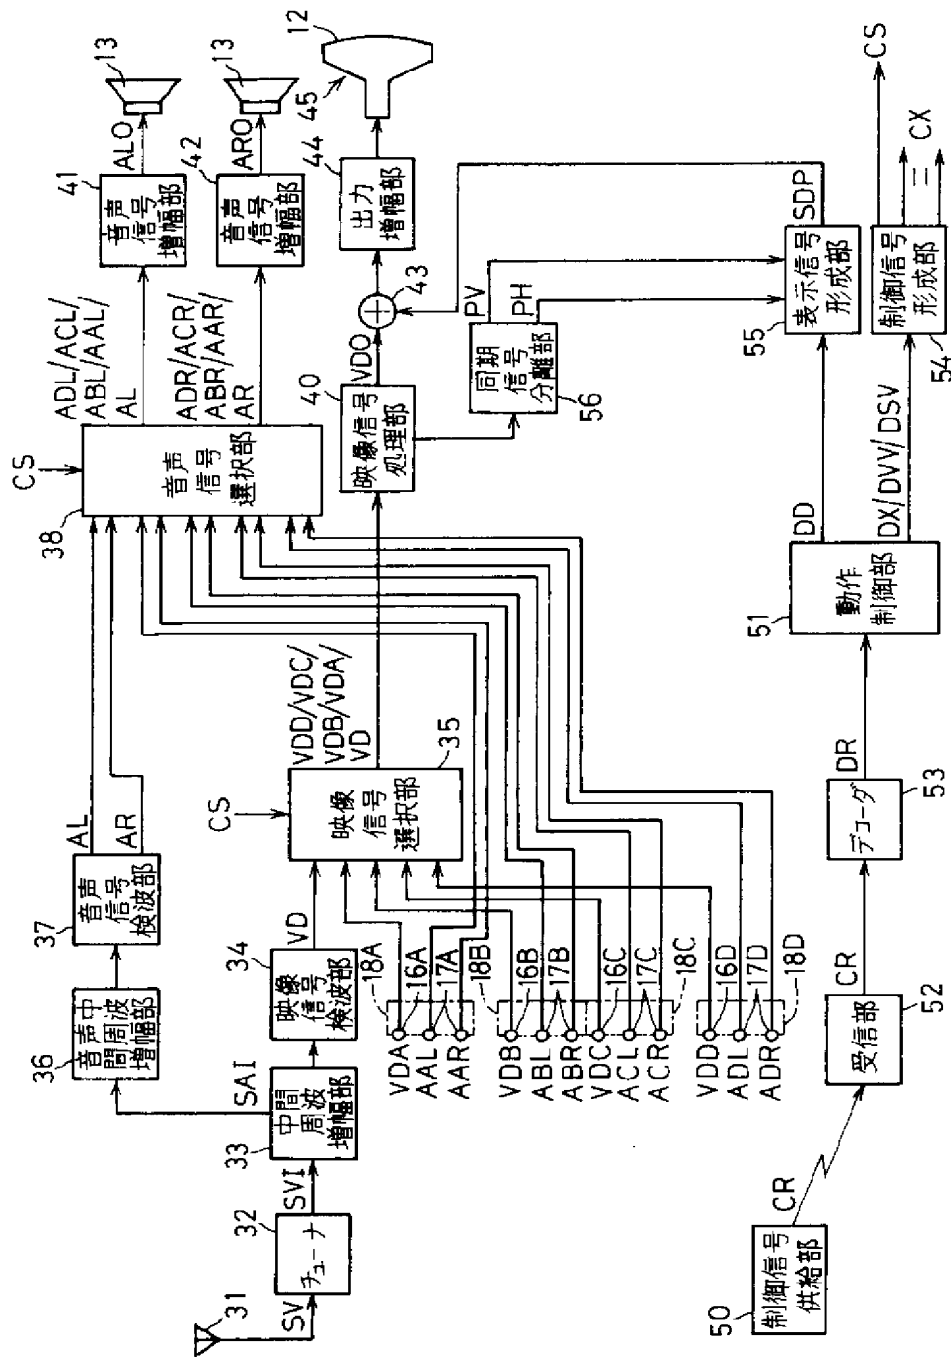 31
SV
32
チューナ
SVI
33
中間
周波
増幅部
SAI
36
音声中
間周波
増幅部
37
音声
信号
検波部
AL
AR
34
映像
信号
検波部
VD
CS
35
映像
信号
選択部
VDD/VDC/
VDB/VDA/
VD
CS
38
音声
信号
選択部
ADL/ACL/
ABL/AAL/
AL
ADR/ACR/
ABR/AAR/
AR
41
音声
信号
増幅部
ALO
13
42
音声
信号
増幅部
ARO
13
40
映像信号
処理部
VDO
43
44
出力
増幅部
45
12
56
同期
信号
分離部
PV
PH
18A
VDA
16A
AAL
17A
AAR
18B
VDB
16B
ABL
17B
ABR
VDC
16C
ACL
17C
ACR
18C
VDD
16D
ADL
17D
ADR
18D
50
制御信号
供給部
CR
52
受信部
CR
53
デコーダ
DR
51
動作
制御部
DD
DX/DVV/DSV
55
表示信号
形成部
SDP
54
制御信号
形成部
CS
CX